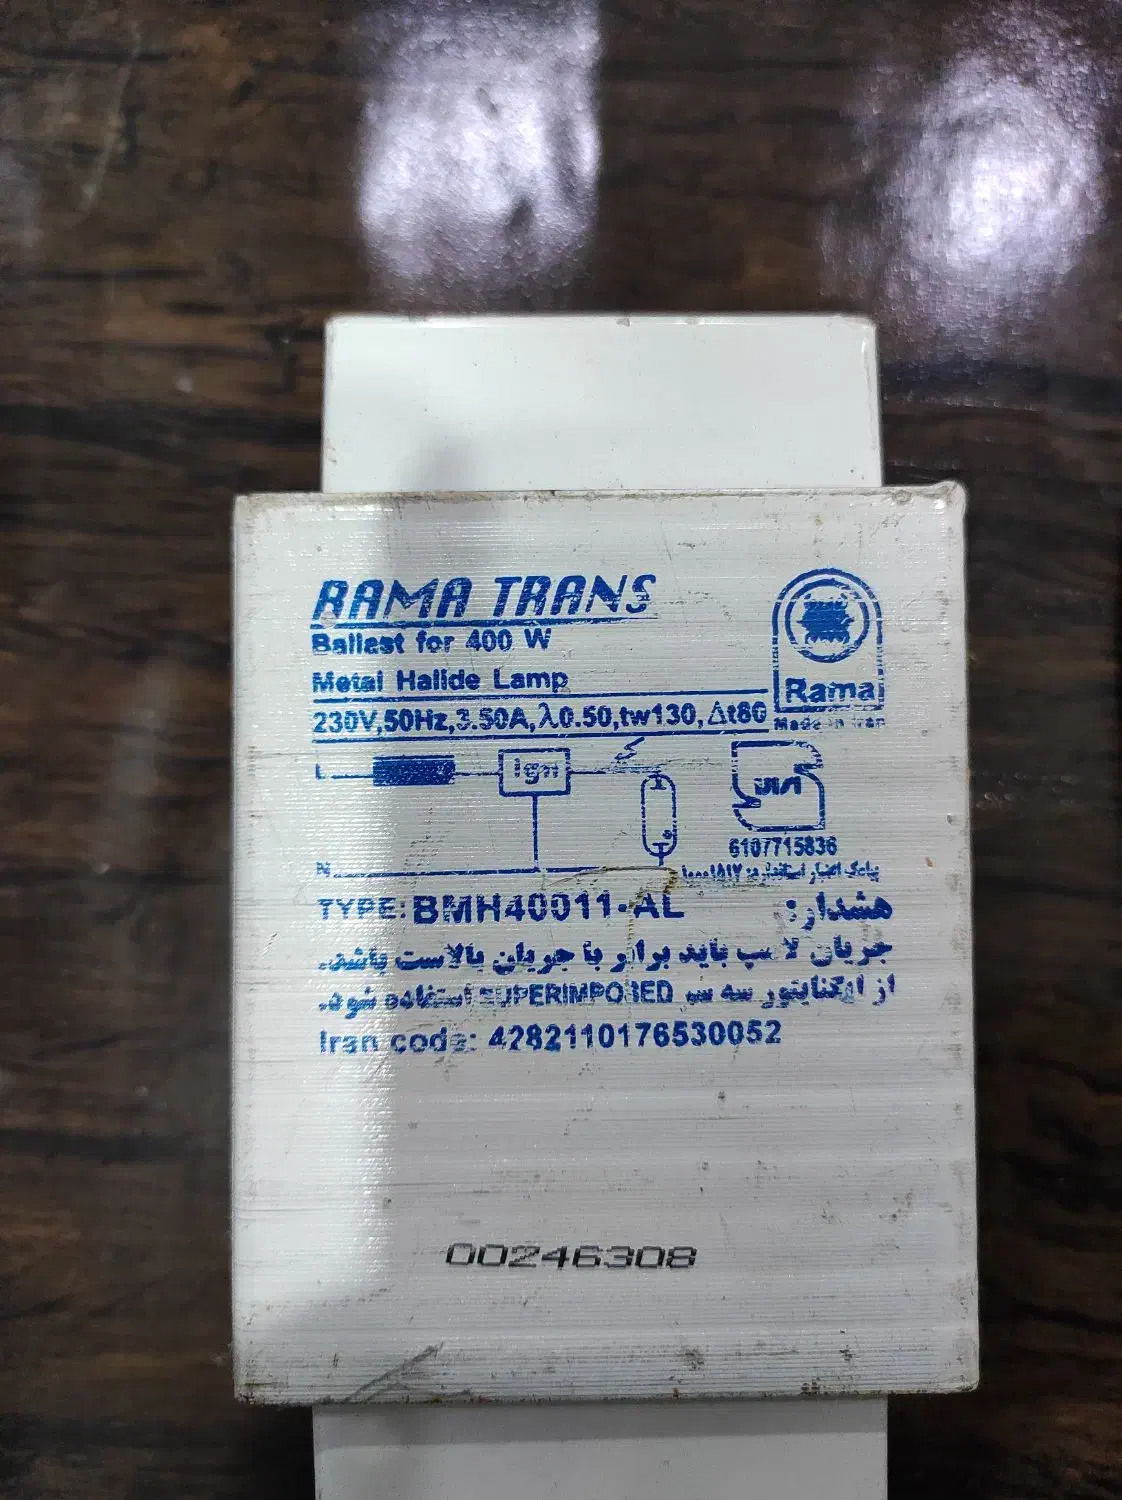 RAMA TRANS
Ballast for 400 W
Metal Halide Lamp
230V,50Hz,3.50A,λ0.50,tw130,Δt80
Rama
Made in Iran
L
Ign
N
6107715836
TYPE: BMH40011-AL
هشدار:
جریان لامپ باید برابر با جریان بالاست باشد.
از ایگنایتور سه سر SUPERIMPOSED استفاده شود.
Iran code: 4282110176530052
00246308